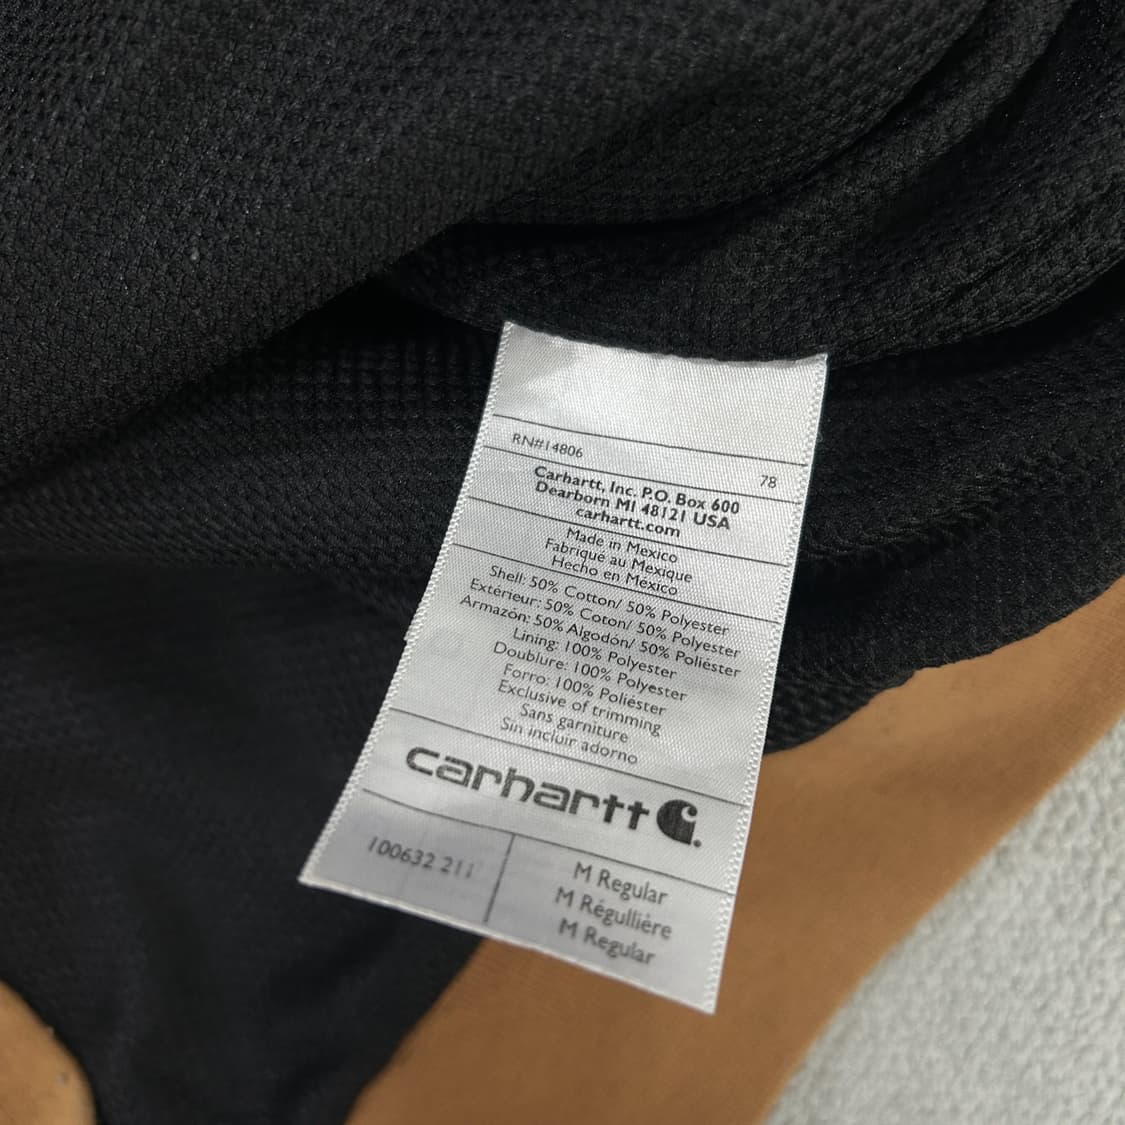 RN#14806 78
Carhartt, Inc. P.O. Box 600
Dearborn MI 48121 USA
carhartt.com
Made in Mexico
Fabriqué au Mexique
Hecho en México
Shell: 50% Cotton/ 50% Polyester
Extérieur: 50% Coton/ 50% Polyester
Armazón: 50% Algodón/ 50% Poliéster
Lining: 100% Polyester
Doublure: 100% Polyester
Forro: 100% Poliéster
Exclusive of trimming
Sans garniture
Sin incluir adorno
carhartt
100632 211
M Regular
M Régullière
M Regular